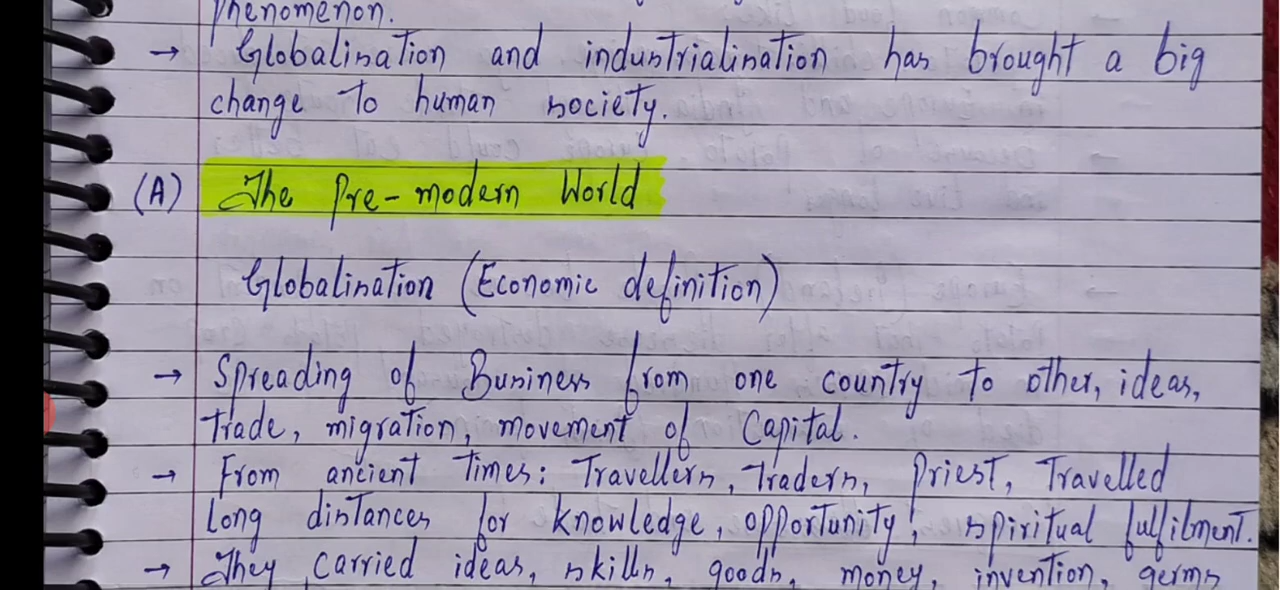 phenomenon.
→ Globalisation and industrialisation has brought a big
change to human society.
(A) The Pre-modern World
Globalisation (Economic definition)
→ Spreading of Business from one country to other, ideas,
trade, migration, movement of Capital.
→ From ancient times: Travellers, Traders, Priest, Travelled
long distances for knowledge, opportunity, spiritual fulfilment.
→ They carried ideas, skills, goods, money, invention, germs